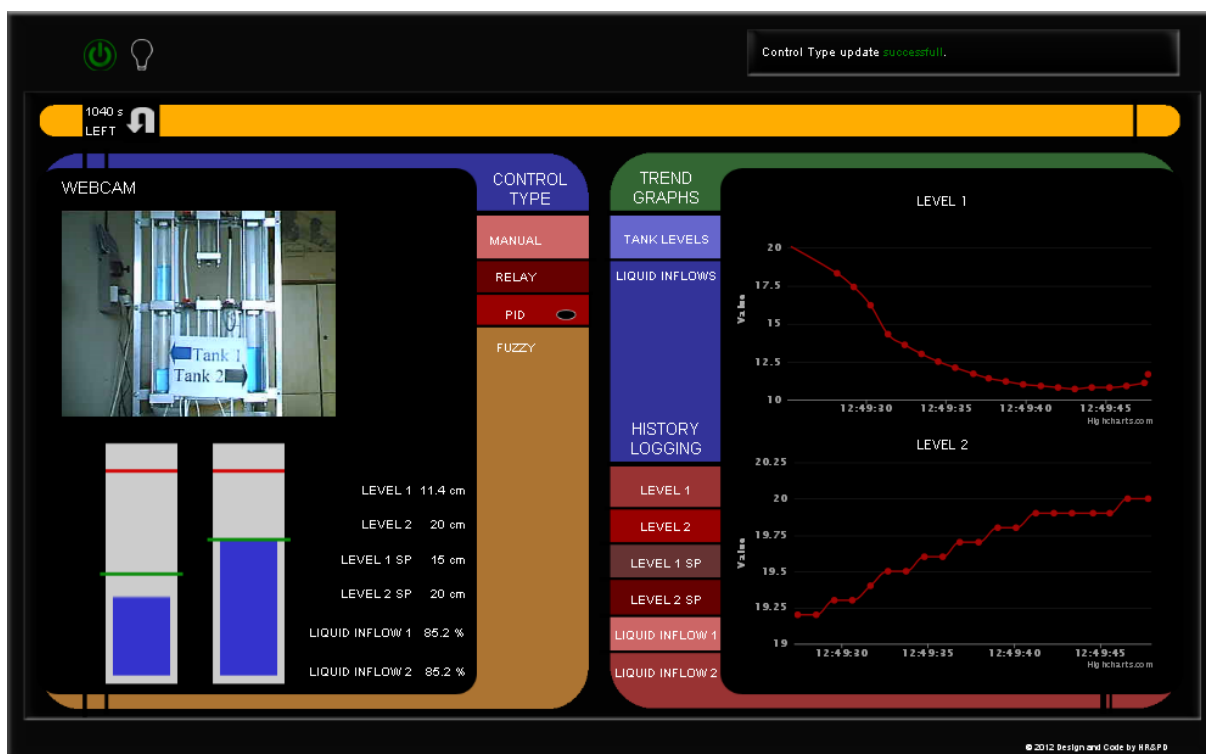 Control Type update successfull.
1040 s
LEFT
WEBCAM
Tank 1
Tank 2
LEVEL 1 11.4 cm
LEVEL 2 20 cm
LEVEL 1 SP 15 cm
LEVEL 2 SP 20 cm
LIQUID INFLOW 1 85.2 %
LIQUID INFLOW 2 85.2 %
CONTROL
TYPE
MANUAL
RELAY
PID
FUZZY
TREND
GRAPHS
TANK LEVELS
LIQUID INFLOWS
HISTORY
LOGGING
LEVEL 1
LEVEL 2
LEVEL 1 SP
LEVEL 2 SP
LIQUID INFLOW 1
LIQUID INFLOW 2
LEVEL 1
Value
20
17.5
15
12.5
10
12:49:30 12:49:35 12:49:40 12:49:45
Highcharts.com
LEVEL 2
Value
20.25
20
19.75
19.5
19.25
19
12:49:30 12:49:35 12:49:40 12:49:45
Highcharts.com
© 2012 Design and Code by HR&PD